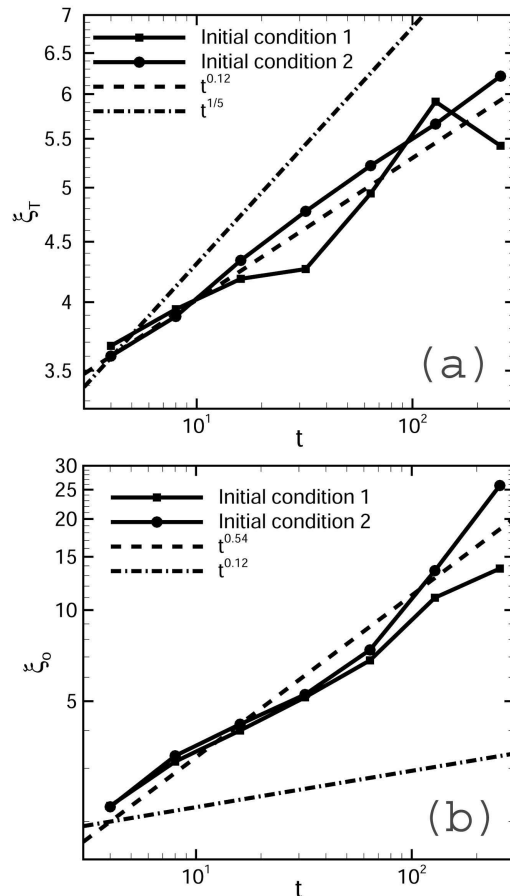 7
6
5.5
5
4.5
4
3.5
ξT
Initial condition 1
Initial condition 2
t^0.12
t^1/5
(a)
10^1
10^2
t
30
25
20
15
10
5
ξo
Initial condition 1
Initial condition 2
t^0.54
t^0.12
(b)
10^1
10^2
t